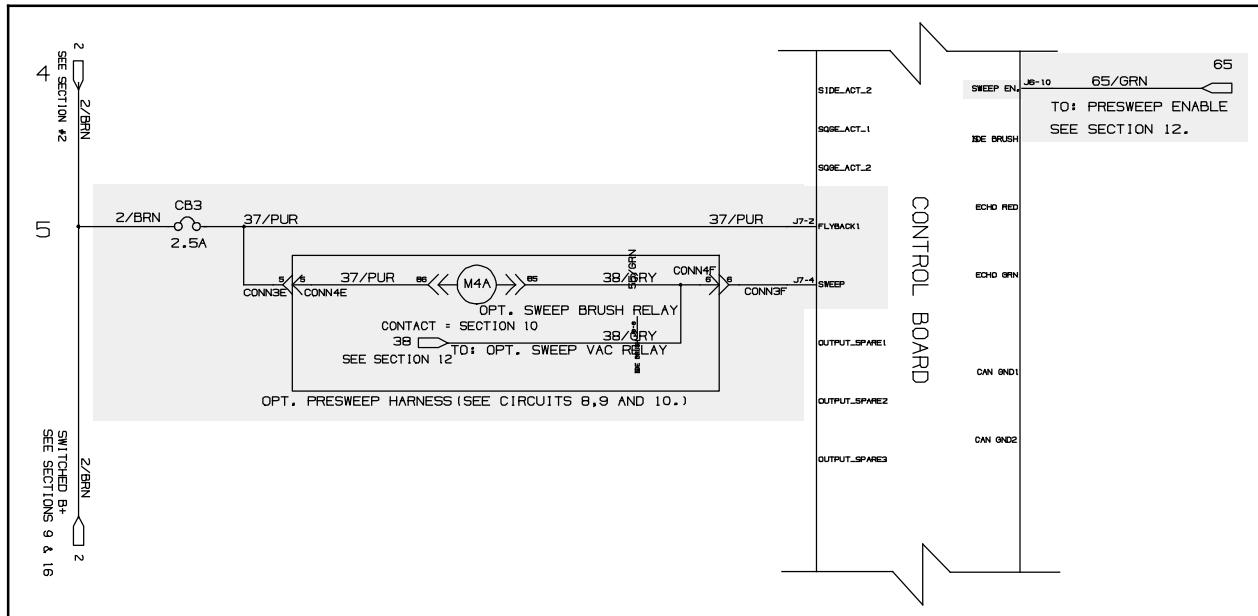 2
SEE SECTION #2
4
2/BRN
SIDE_ACT_2
SQGE_ACT_1
SQGE_ACT_2
SWEEP EN.
J6-10
65/GRN
65
TO: PRESWEEP ENABLE
SEE SECTION 12.
ECHO RED
ECHO GRN
CAN GND1
CAN GND2
CONTROL BOARD
5
2/BRN
CB3
2.5A
37/PUR
37/PUR
J7-2
FLYBACK1
5
5
CONN3E
CONN4E
37/PUR
86
M4A
85
38/GRY
CONN4F
6
6
CONN3F
J7-4
SWEEP
OPT. SWEEP BRUSH RELAY
CONTACT = SECTION 10
38
38/GRY
TO: OPT. SWEEP VAC RELAY
SEE SECTION 12
OPT. PRESWEEP HARNESS (SEE CIRCUITS 8,9 AND 10.)
OUTPUT_SPARE1
OUTPUT_SPARE2
OUTPUT_SPARE3
SWITCHED B+
SEE SECTIONS 9 & 16
2/BRN
2